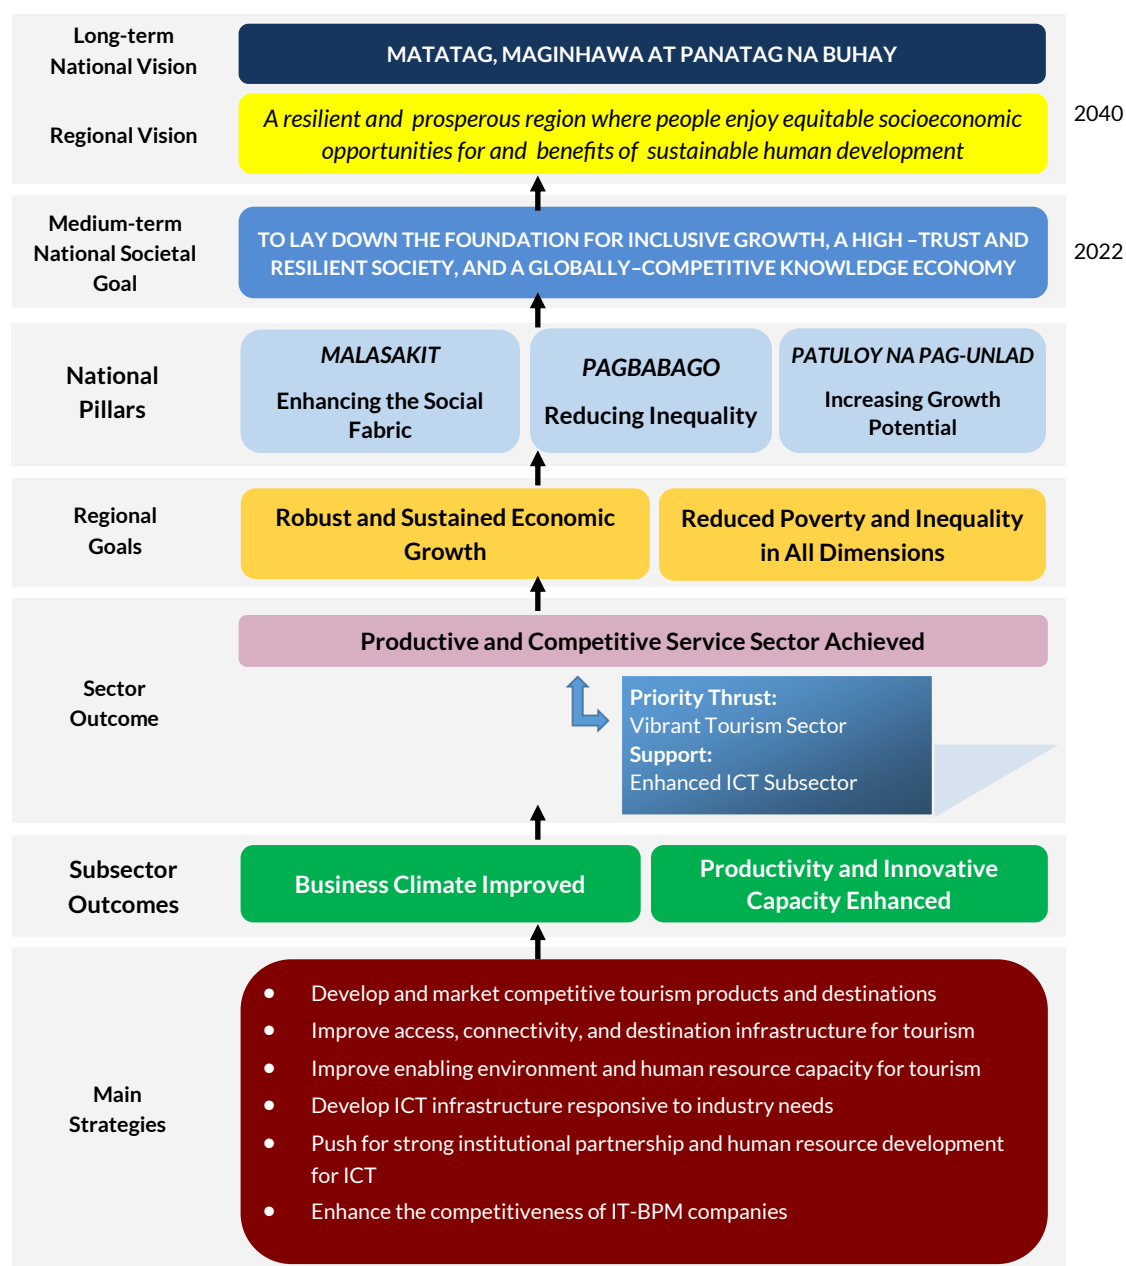 Long-term
National Vision
MATATAG, MAGINHAWA AT PANATAG NA BUHAY
Regional Vision
A resilient and prosperous region where people enjoy equitable socioeconomic
opportunities for and benefits of sustainable human development
2040
Medium-term
National Societal
Goal
TO LAY DOWN THE FOUNDATION FOR INCLUSIVE GROWTH, A HIGH –TRUST AND
RESILIENT SOCIETY, AND A GLOBALLY–COMPETITIVE KNOWLEDGE ECONOMY
2022
National
Pillars
MALASAKIT
Enhancing the Social
Fabric
PAGBABAGO
Reducing Inequality
PATULOY NA PAG-UNLAD
Increasing Growth
Potential
Regional
Goals
Robust and Sustained Economic
Growth
Reduced Poverty and Inequality
in All Dimensions
Sector
Outcome
Productive and Competitive Service Sector Achieved
Priority Thrust:
Vibrant Tourism Sector
Support:
Enhanced ICT Subsector
Subsector
Outcomes
Business Climate Improved
Productivity and Innovative
Capacity Enhanced
Main
Strategies
● Develop and market competitive tourism products and destinations
● Improve access, connectivity, and destination infrastructure for tourism
● Improve enabling environment and human resource capacity for tourism
● Develop ICT infrastructure responsive to industry needs
● Push for strong institutional partnership and human resource development
for ICT
● Enhance the competitiveness of IT-BPM companies